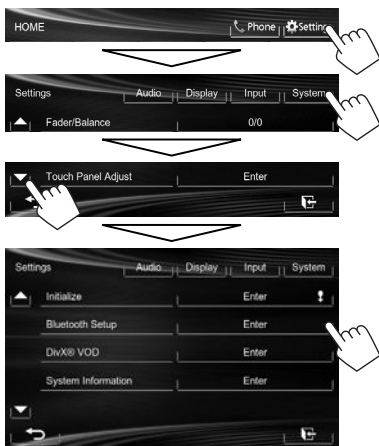 HOME Phone Setting
Settings Audio Display Input System
Fader/Balance 0/0
Touch Panel Adjust Enter
Settings Audio Display Input System
Initialize Enter
Bluetooth Setup Enter
DivX® VOD Enter
System Information Enter